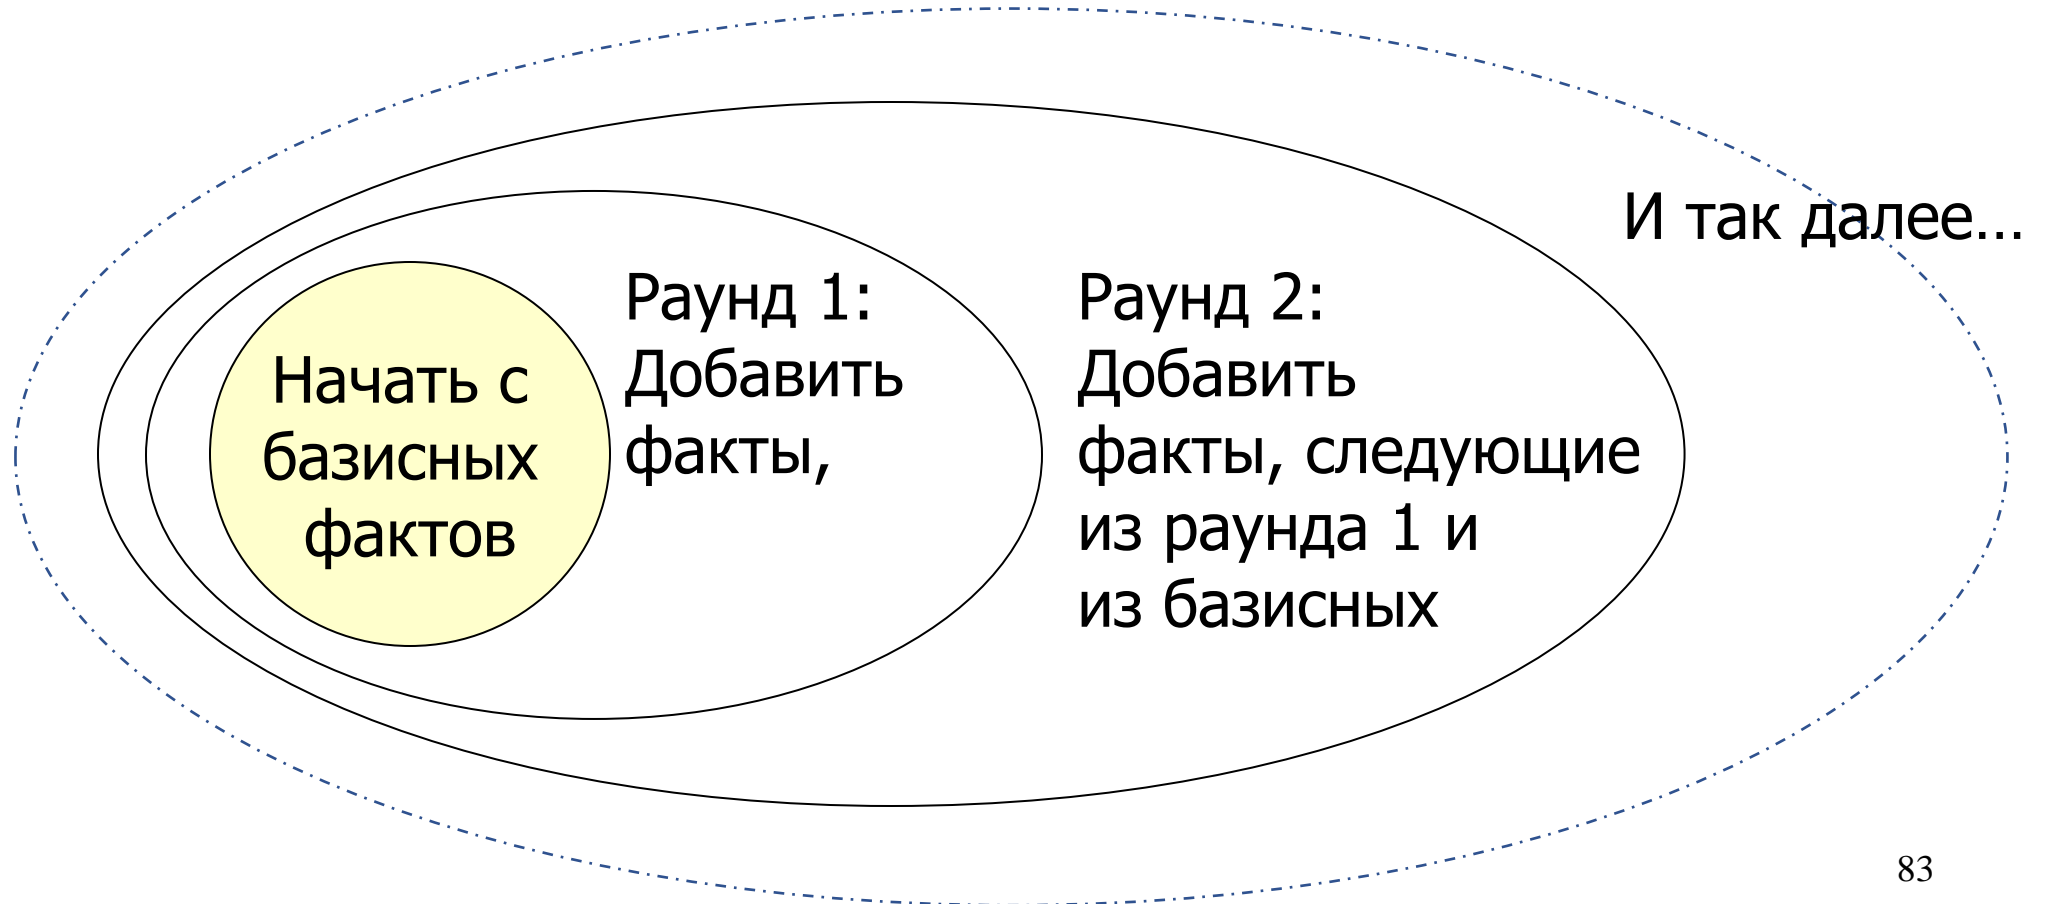 Начать с
базисных
фактов
Раунд 1:
Добавить
факты,
Раунд 2:
Добавить
факты, следующие
из раунда 1 и
из базисных
И так далее…
83